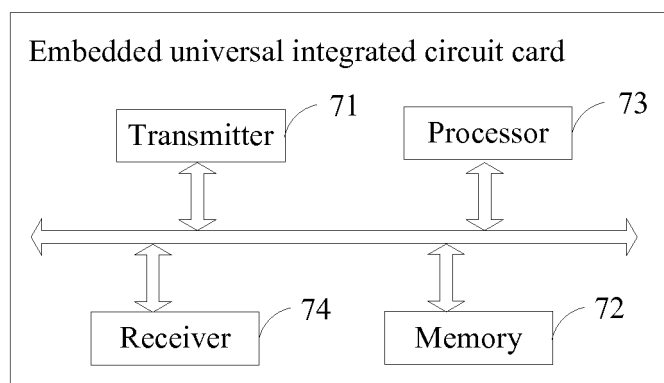 Embedded universal integrated circuit card
71
73
Transmitter
Processor
74
72
Receiver
Memory